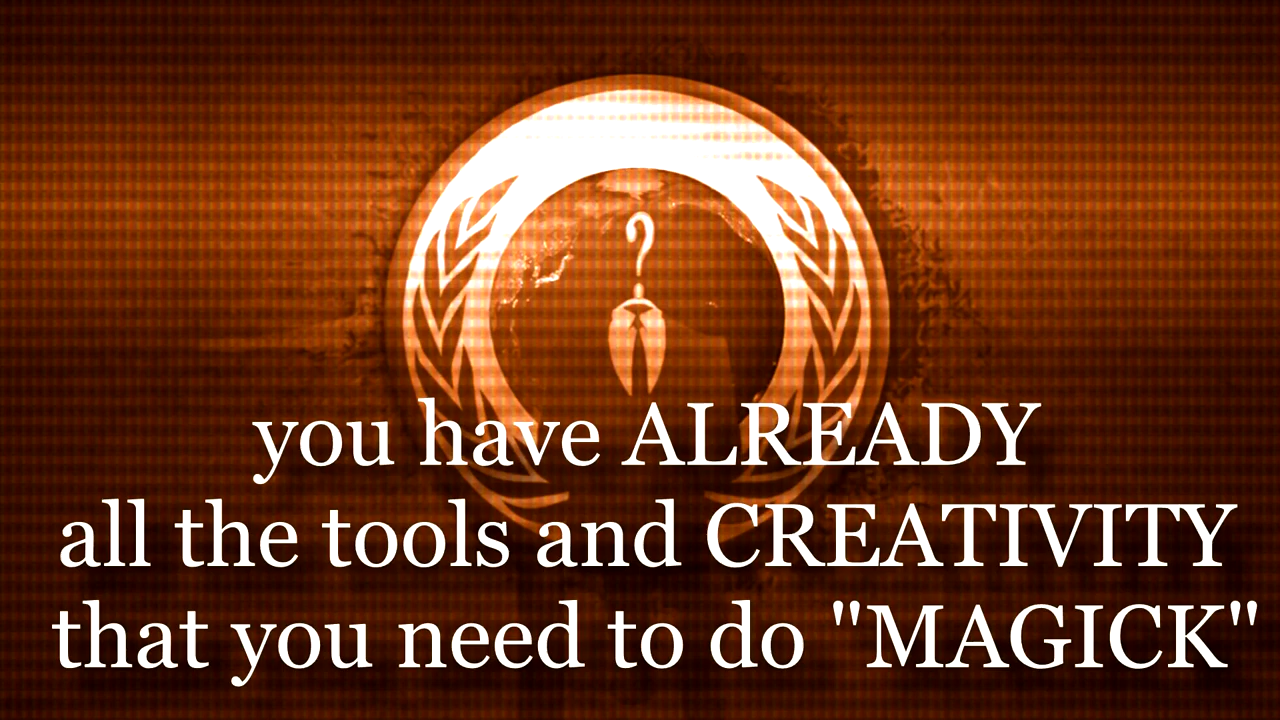 you have ALREADY
all the tools and CREATIVITY
that you need to do "MAGICK"